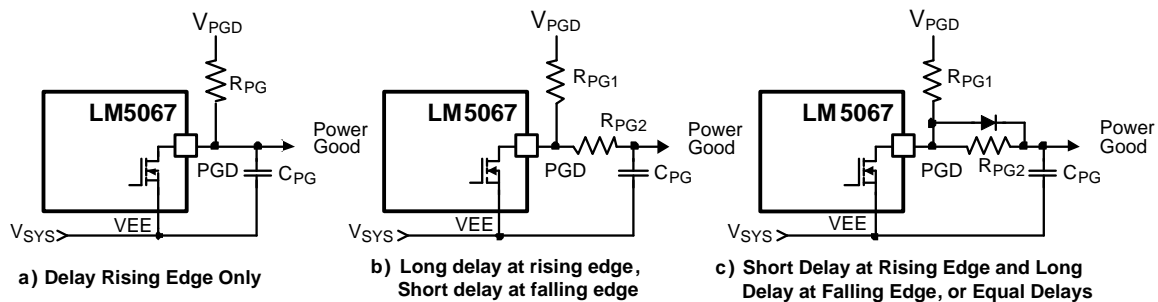 VPGD
RPG
LM5067
Power
Good
PGD
CPG
VEE
VSYS
a) Delay Rising Edge Only
VPGD
RPG1
LM5067
RPG2
Power
Good
PGD
CPG
VEE
VSYS
b) Long delay at rising edge,
Short delay at falling edge
VPGD
RPG1
LM5067
Power
Good
PGD
RPG2
CPG
VEE
VSYS
c) Short Delay at Rising Edge and Long
Delay at Falling Edge, or Equal Delays